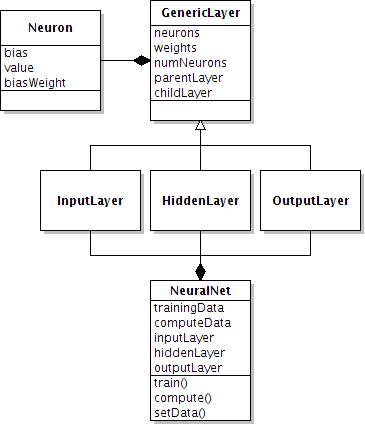 Neuron
bias
value
biasWeight
GenericLayer
neurons
weights
numNeurons
parentLayer
childLayer
InputLayer
HiddenLayer
OutputLayer
NeuralNet
trainingData
computeData
inputLayer
hiddenLayer
outputLayer
train()
compute()
setData()